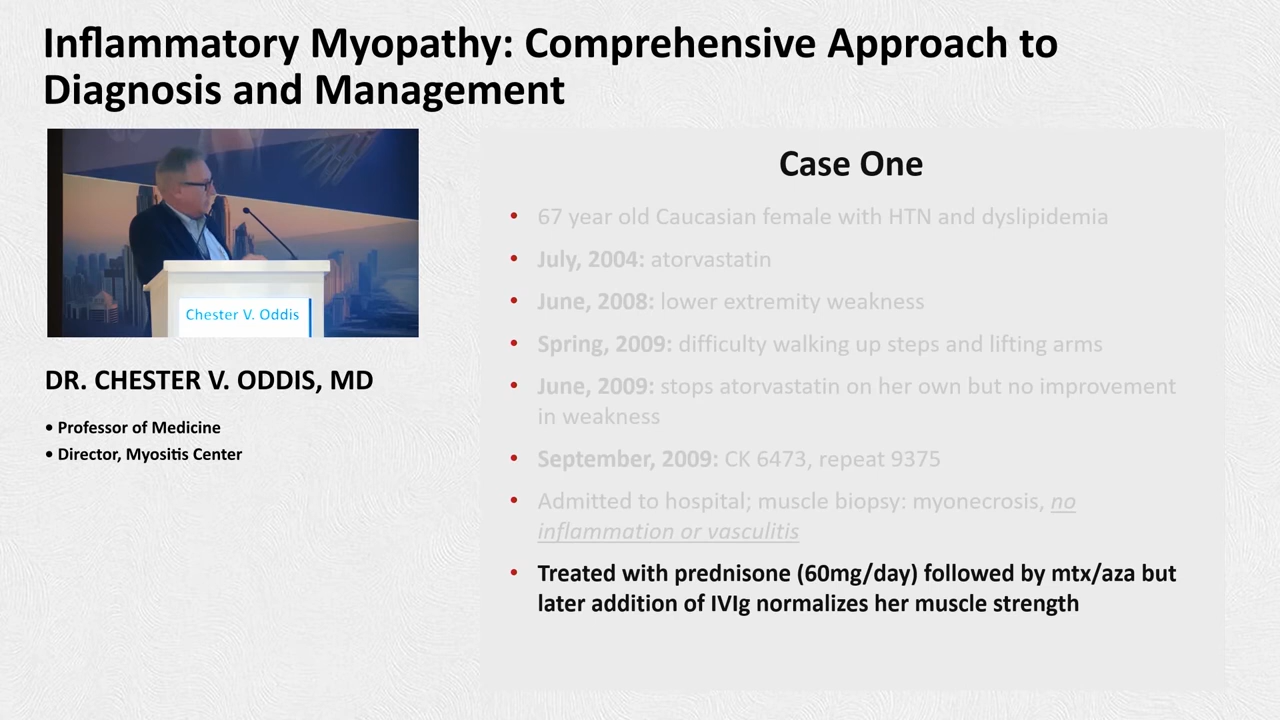 Inflammatory Myopathy: Comprehensive Approach to
Diagnosis and Management
Chester V. Oddis
DR. CHESTER V. ODDIS, MD
• Professor of Medicine
• Director, Myositis Center
Case One
• 67 year old Caucasian female with HTN and dyslipidemia
• July, 2004: atorvastatin
• June, 2008: lower extremity weakness
• Spring, 2009: difficulty walking up steps and lifting arms
• June, 2009: stops atorvastatin on her own but no improvement
in weakness
• September, 2009: CK 6473, repeat 9375
• Admitted to hospital; muscle biopsy: myonecrosis, no
inflammation or vasculitis
• Treated with prednisone (60mg/day) followed by mtx/aza but
later addition of IVIg normalizes her muscle strength